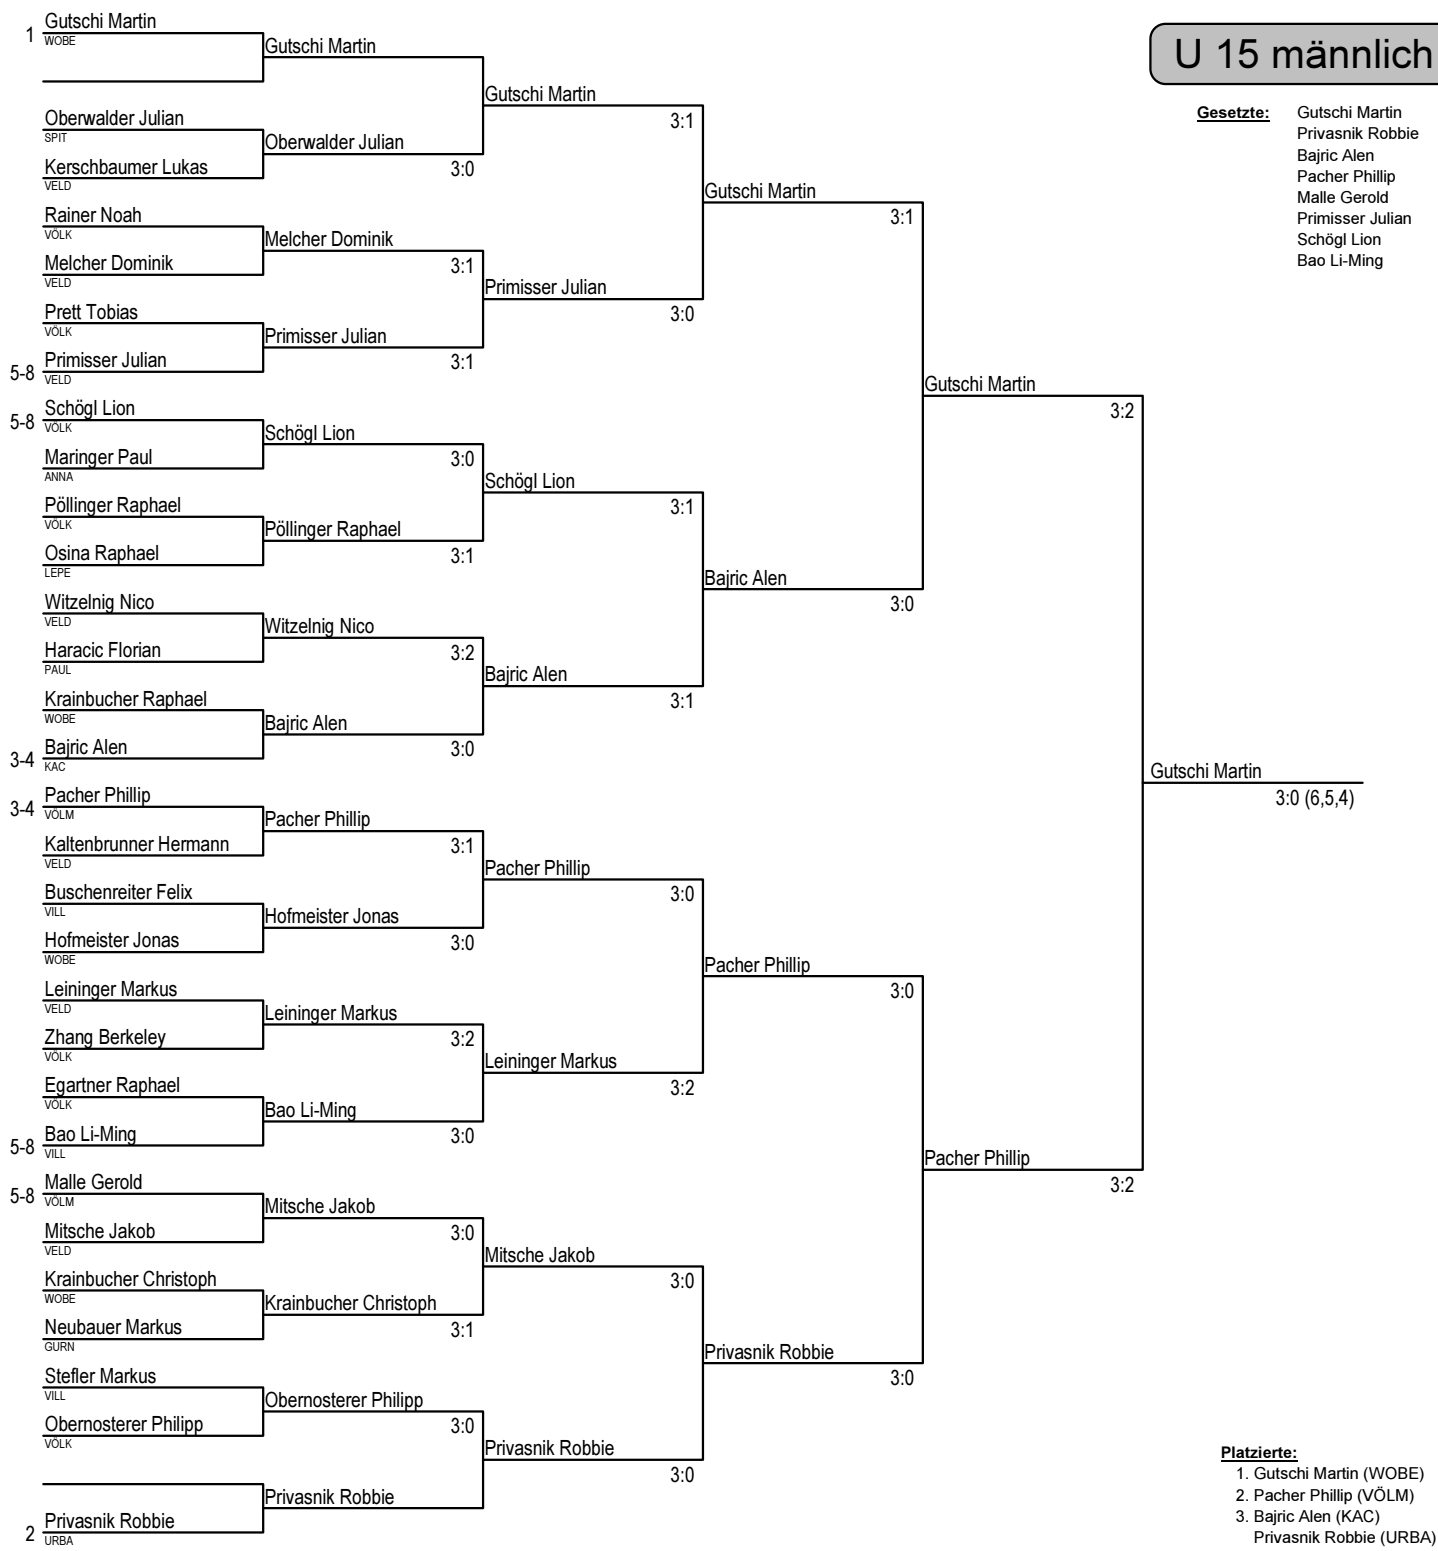 U 15 männlich
Gesetzte:
Gutschi Martin
Privasnik Robbie
Bajric Alen
Pacher Phillip
Malle Gerold
Primisser Julian
Schögl Lion
Bao Li-Ming
1
Gutschi Martin
WOBE
Oberwalder Julian
SPIT
Kerschbaumer Lukas
VELD
Rainer Noah
VÖLK
Melcher Dominik
VELD
Prett Tobias
VÖLK
5-8
Primisser Julian
VELD
5-8
Schögl Lion
VÖLK
Maringer Paul
ANNA
Pöllinger Raphael
VÖLK
Osina Raphael
LEPE
Witzelnig Nico
VELD
Haracic Florian
PAUL
Krainbucher Raphael
WOBE
3-4
Bajric Alen
KAC
3-4
Pacher Phillip
VÖLM
Kaltenbrunner Hermann
VELD
Buschenreiter Felix
VILL
Hofmeister Jonas
WOBE
Leininger Markus
VELD
Zhang Berkeley
VÖLK
Egartner Raphael
VÖLK
5-8
Bao Li-Ming
VILL
5-8
Malle Gerold
VÖLM
Mitsche Jakob
VELD
Krainbucher Christoph
WOBE
Neubauer Markus
GURN
Stefler Markus
VILL
Obernosterer Philipp
VÖLK
2
Privasnik Robbie
URBA
Gutschi Martin
Oberwalder Julian
3:0
Melcher Dominik
3:1
Primisser Julian
3:1
Schögl Lion
3:0
Pöllinger Raphael
3:1
Witzelnig Nico
3:2
Bajric Alen
3:0
Pacher Phillip
3:1
Hofmeister Jonas
3:0
Leininger Markus
3:2
Bao Li-Ming
3:0
Mitsche Jakob
3:0
Krainbucher Christoph
3:1
Obernosterer Philipp
3:0
Privasnik Robbie
Gutschi Martin
3:1
Primisser Julian
3:0
Schögl Lion
3:1
Bajric Alen
3:1
Pacher Phillip
3:0
Leininger Markus
3:2
Mitsche Jakob
3:0
Privasnik Robbie
3:0
Gutschi Martin
3:1
Bajric Alen
3:0
Pacher Phillip
3:0
Privasnik Robbie
3:0
Gutschi Martin
3:2
Pacher Phillip
3:2
Gutschi Martin
3:0 (6,5,4)
Platzierte:
1. Gutschi Martin (WOBE)
2. Pacher Phillip (VÖLM)
3. Bajric Alen (KAC)
Privasnik Robbie (URBA)